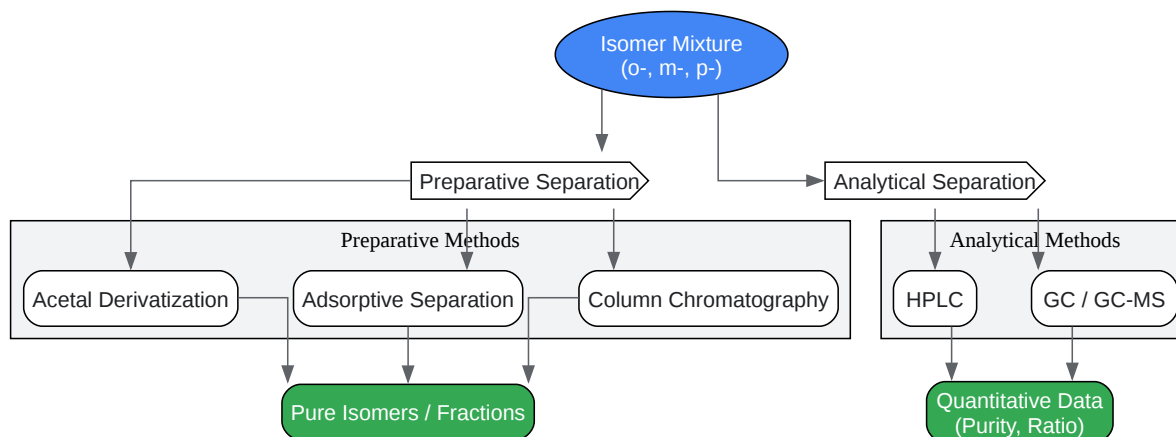 Isomer Mixture
(o-, m-, p-)
Preparative Separation
Analytical Separation
Preparative Methods
Analytical Methods
Acetal Derivatization
Adsorptive Separation
Column Chromatography
HPLC
GC / GC-MS
Pure Isomers / Fractions
Quantitative Data
(Purity, Ratio)